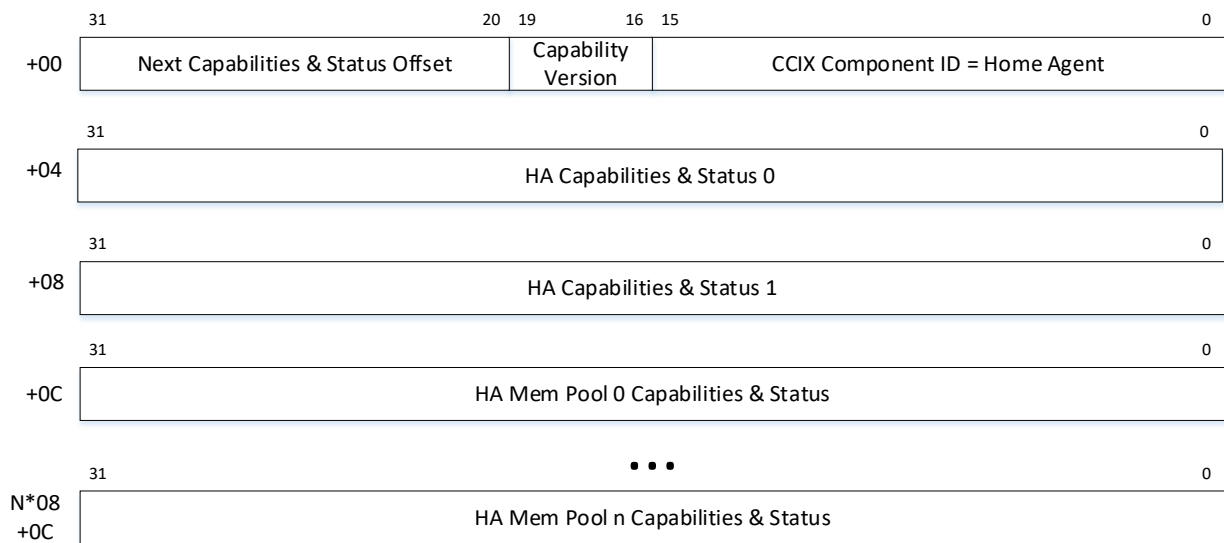 31 20 19 16 15 0
+00 Next Capabilities & Status Offset Capability Version CCIX Component ID = Home Agent
31 0
+04 HA Capabilities & Status 0
31 0
+08 HA Capabilities & Status 1
31 0
+0C HA Mem Pool 0 Capabilities & Status
...
31 0
N*08
+0C HA Mem Pool n Capabilities & Status